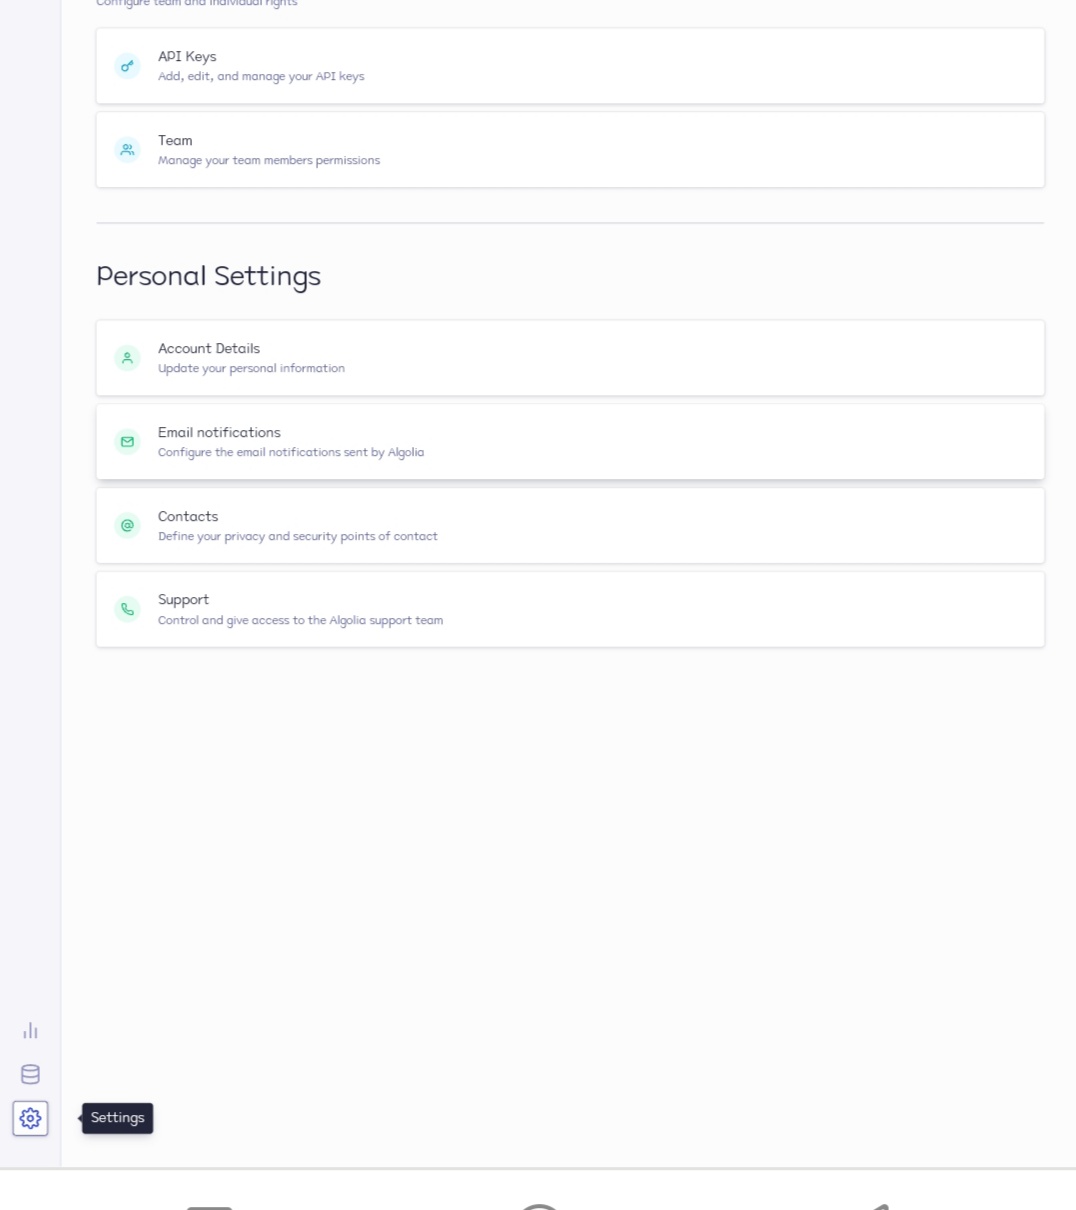 Configure team and individual rights
API Keys
Add, edit, and manage your API keys
Team
Manage your team members permissions
Personal Settings
Account Details
Update your personal information
Email notifications
Configure the email notifications sent by Algolia
Contacts
Define your privacy and security points of contact
Support
Control and give access to the Algolia support team
Settings